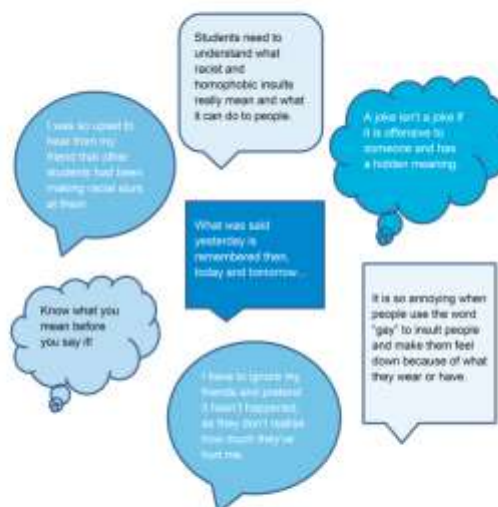 Students need to
understand what
racist and
homophobic insults
really mean and what
it can do to people.
I was so upset to
hear from my
friend that other
students had been
making racial slurs
at them
A joke isn't a joke if
it is offensive to
someone and has
a hidden meaning
What was said
yesterday is
remembered then,
today and tomorrow...
Know what you
mean before
you say it!
It is so annoying when
people use the word
"gay" to insult people
and make them feel
down because of what
they wear or have.
I have to ignore my
friends and pretend
it hasn't happened,
as they don't realise
how much they've
hurt me.